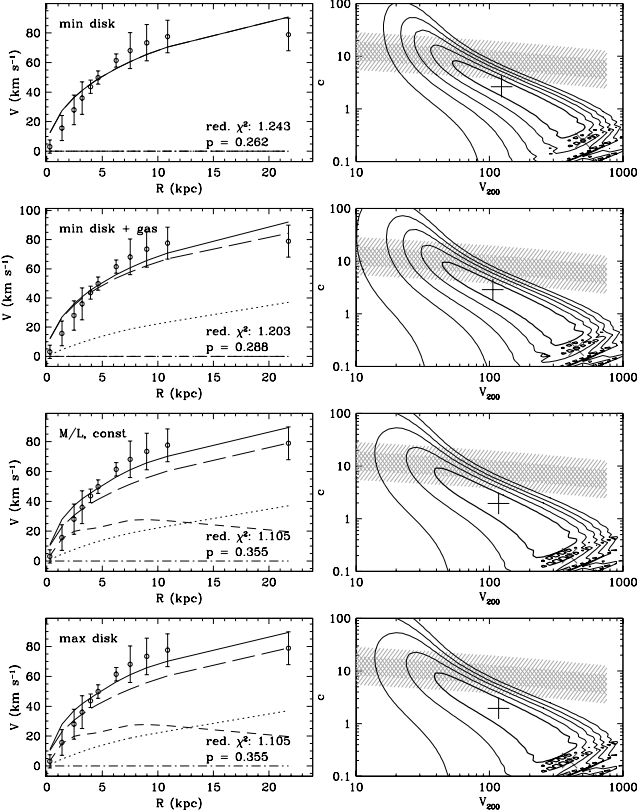 80
60
40
20
0
V (km s⁻¹)
min disk
red. χ²: 1.243
p = 0.262
0 5 10 15 20
R (kpc)
100
10
1
0.1
c
10 100 1000
V₂₀₀
100
80
60
40
20
0
V (km s⁻¹)
min disk + gas
red. χ²: 1.203
p = 0.288
0 5 10 15 20
R (kpc)
100
10
1
0.1
c
10 100 1000
V₂₀₀
80
60
40
20
0
V (km s⁻¹)
M/L, const
red. χ²: 1.105
p = 0.355
0 5 10 15 20
R (kpc)
100
10
1
0.1
c
10 100 1000
V₂₀₀
80
60
40
20
0
V (km s⁻¹)
max disk
red. χ²: 1.105
p = 0.355
0 5 10 15 20
R (kpc)
100
10
1
0.1
c
10 100 1000
V₂₀₀